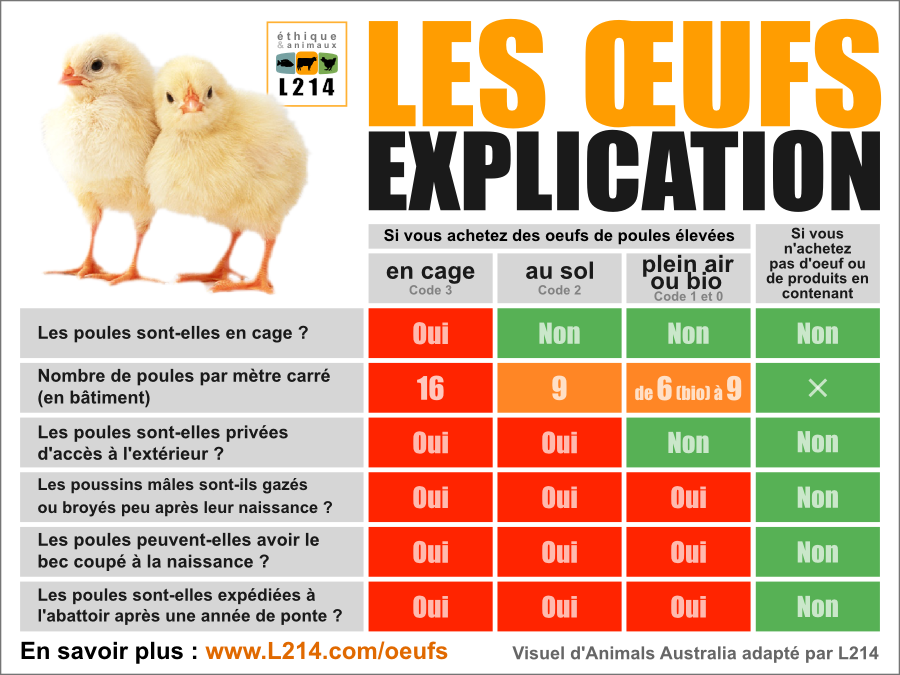 éthique
& animaux
L214
LES ŒUFS
EXPLICATION
Si vous achetez des oeufs de poules élevées
Si vous
n'achetez
pas d'oeuf ou
de produits en
contenant
en cage
Code 3
au sol
Code 2
plein air
ou bio
Code 1 et 0
Les poules sont-elles en cage ?
Oui
Non
Non
Non
Nombre de poules par mètre carré
(en bâtiment)
16
9
de 6 (bio) à 9
×
Les poules sont-elles privées
d'accès à l'extérieur ?
Oui
Oui
Non
Non
Les poussins mâles sont-ils gazés
ou broyés peu après leur naissance ?
Oui
Oui
Oui
Non
Les poules peuvent-elles avoir le
bec coupé à la naissance ?
Oui
Oui
Oui
Non
Les poules sont-elles expédiées à
l'abattoir après une année de ponte ?
Oui
Oui
Oui
Non
En savoir plus : www.L214.com/oeufs
Visuel d'Animals Australia adapté par L214